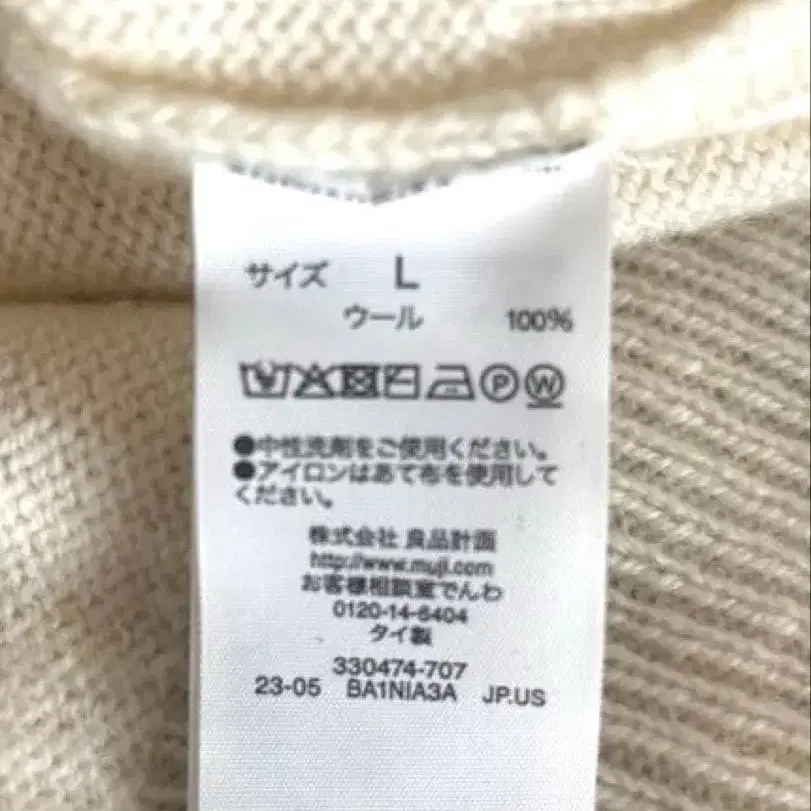 サイズ L
ウール 100%
P W
●中性洗剤をご使用ください。
●アイロンはあて布を使用して
ください。
株式会社 良品計画
http://www.muji.com
お客様相談室でんわ
0120-14-6404
タイ製
330474-707
23-05 BA1NIA3A JP.US